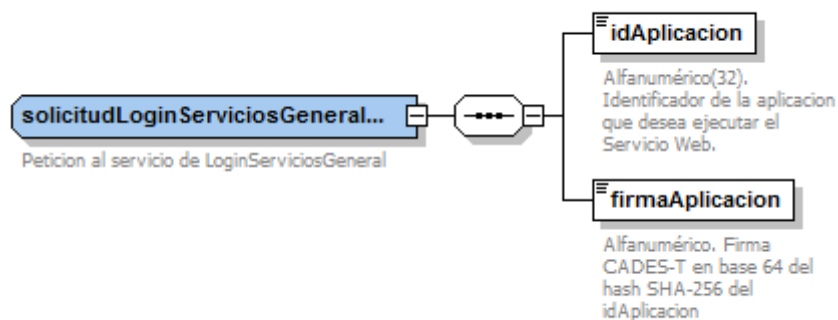 idAplicacion
Alfanumérico(32).
Identificador de la aplicacion
que desea ejecutar el
Servicio Web.
solicitudLoginServiciosGeneral...
Peticion al servicio de LoginServiciosGeneral
firmaAplicacion
Alfanumérico. Firma
CADES-T en base 64 del
hash SHA-256 del
idAplicacion